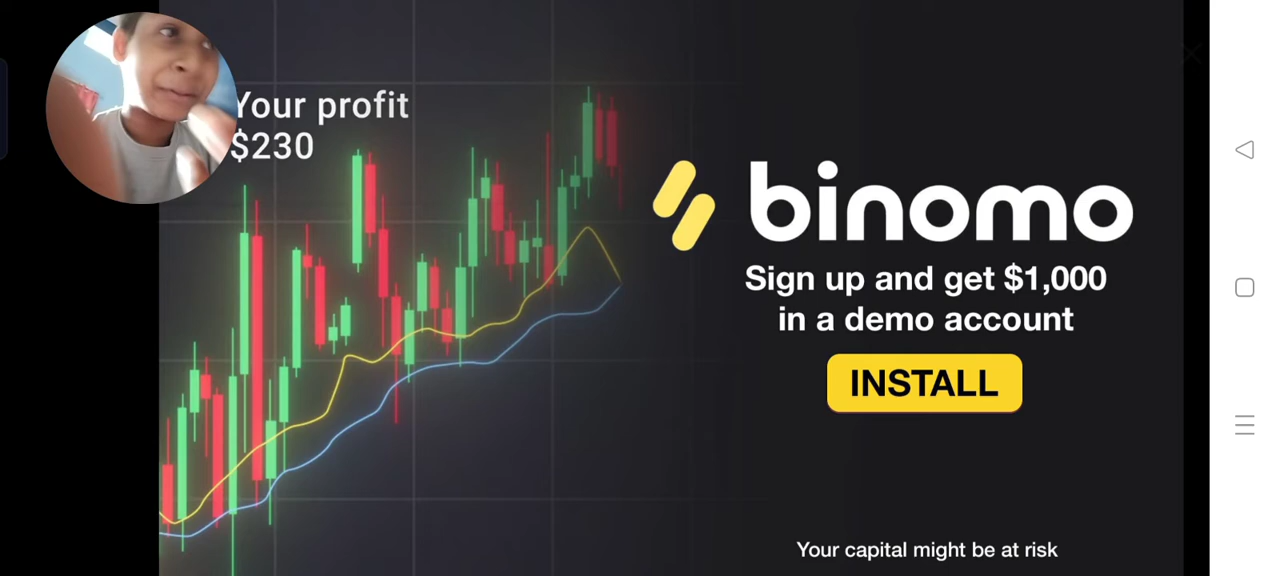 Your profit
$230
binomo
Sign up and get $1,000
in a demo account
INSTALL
Your capital might be at risk